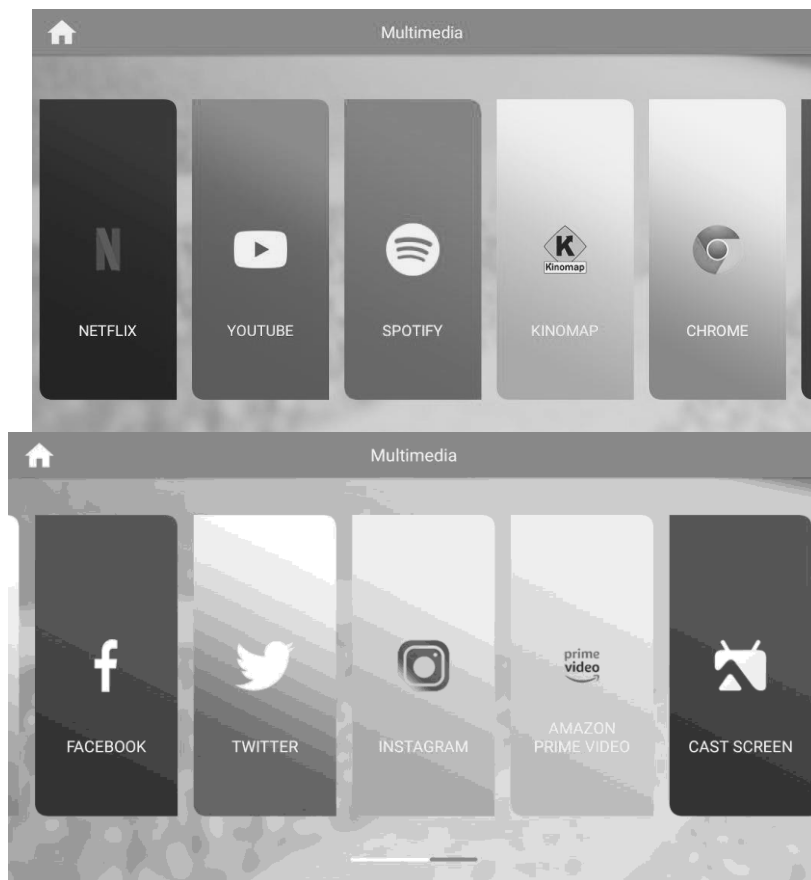 Multimedia
N
K
Kinomap
NETFLIX
YOUTUBE
SPOTIFY
KINOMAP
CHROME
Multimedia
f
prime
video
FACEBOOK
TWITTER
INSTAGRAM
AMAZON
PRIME VIDEO
CAST SCREEN